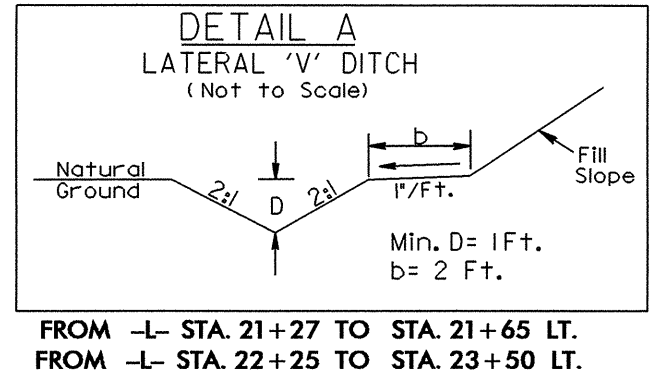 DETAIL A
LATERAL 'V' DITCH
(Not to Scale)
b
Natural
Ground
2:1
D
2:1
1"/Ft.
Fill
Slope
Min. D= 1Ft.
b= 2 Ft.
FROM -L- STA. 21+27 TO STA. 21+65 LT.
FROM -L- STA. 22+25 TO STA. 23+50 LT.